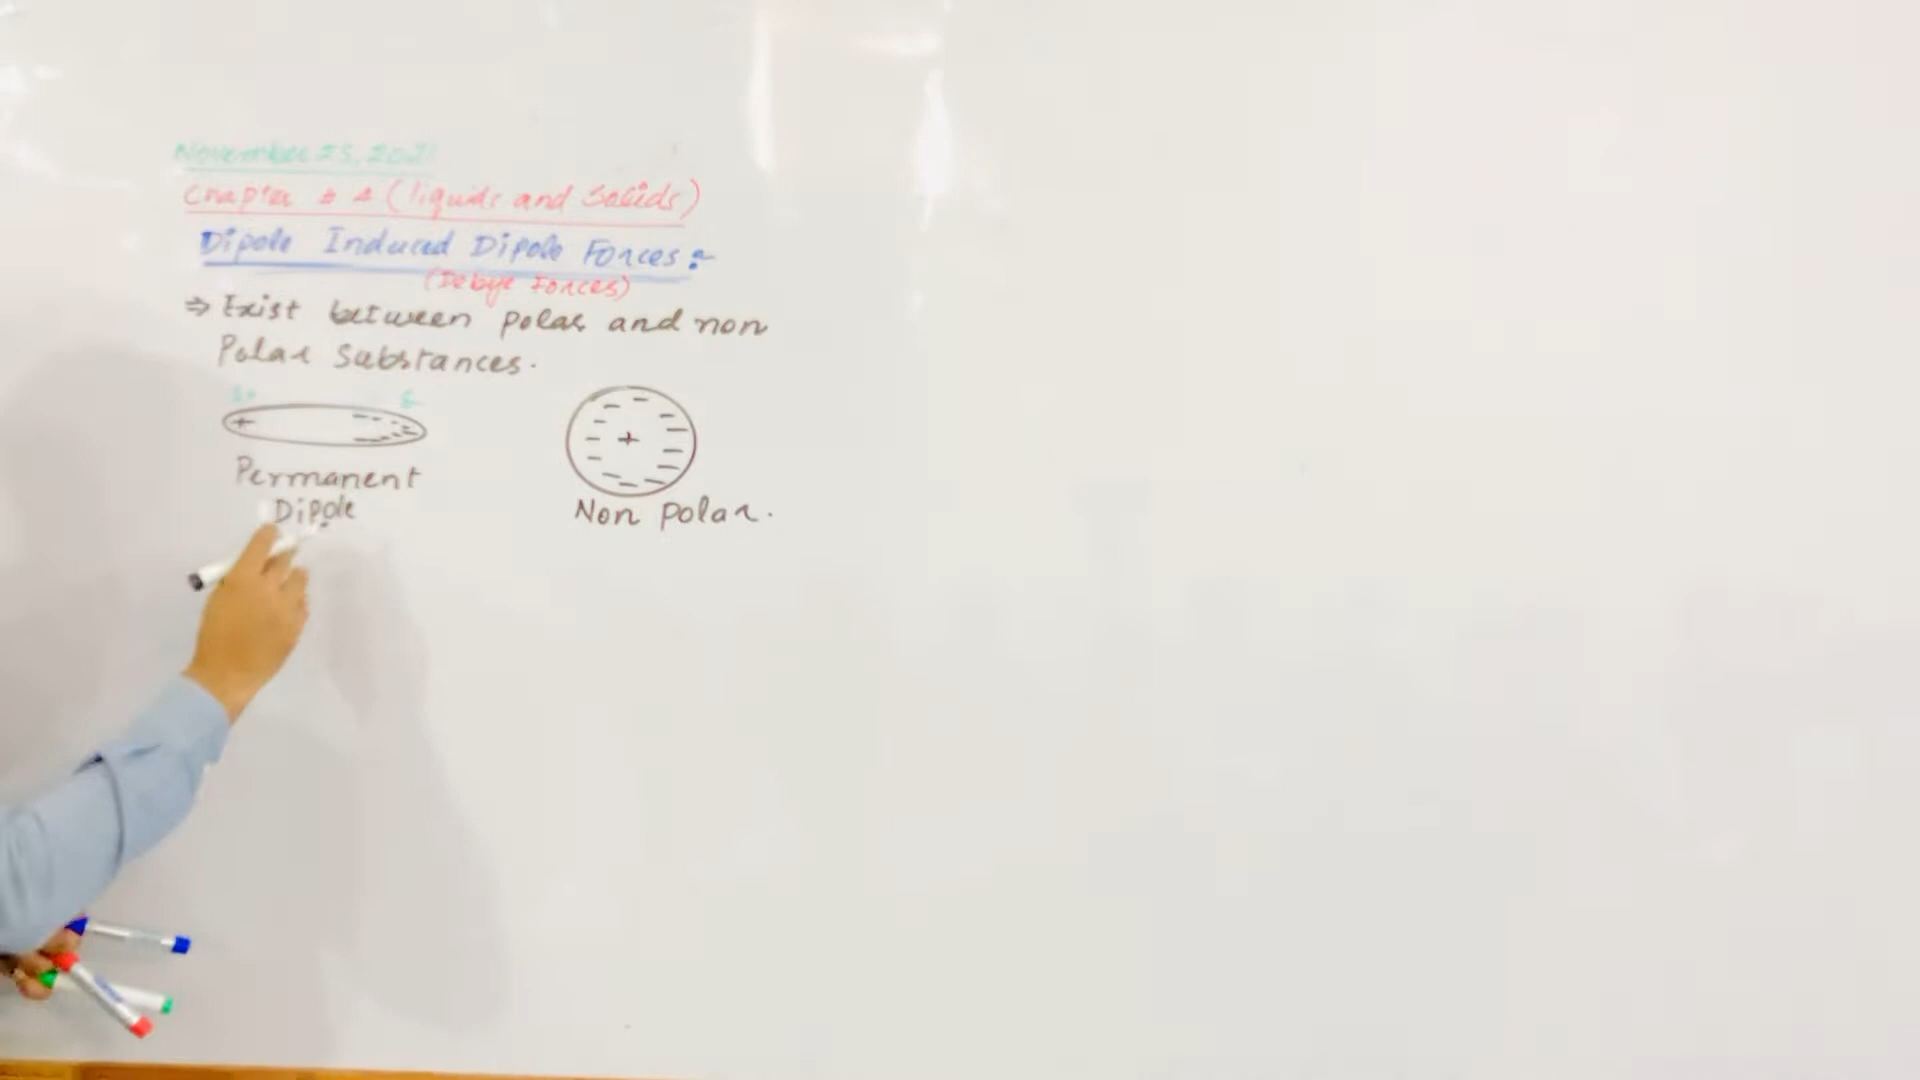 November 25, 2021
Chapter # 4 (liquids and Solids)
Dipole Induced Dipole Forces:-
(Debye Forces)
⇒ Exist between polar and non
Polar Substances.
δ+ δ-
+
+
Permanent
Dipole
Non polar.